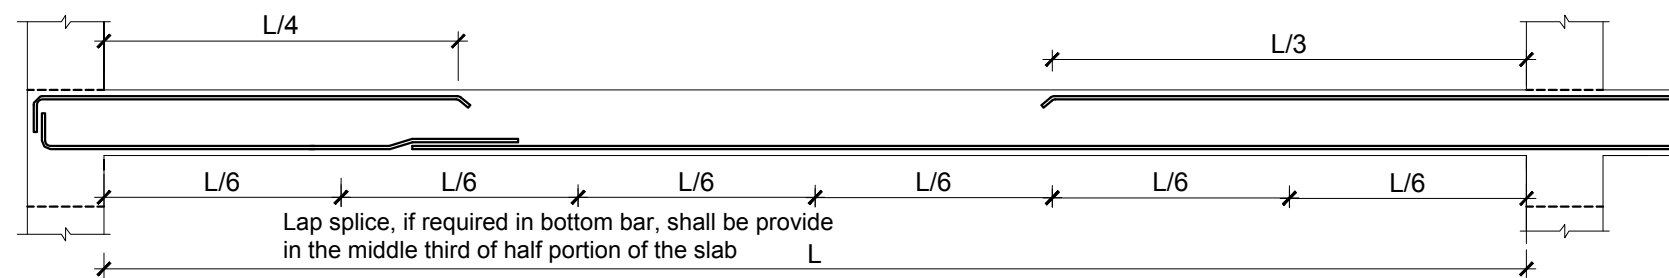 L/4
L/3
L/6
L/6
L/6
L/6
L/6
L/6
Lap splice, if required in bottom bar, shall be provide
in the middle third of half portion of the slab
L